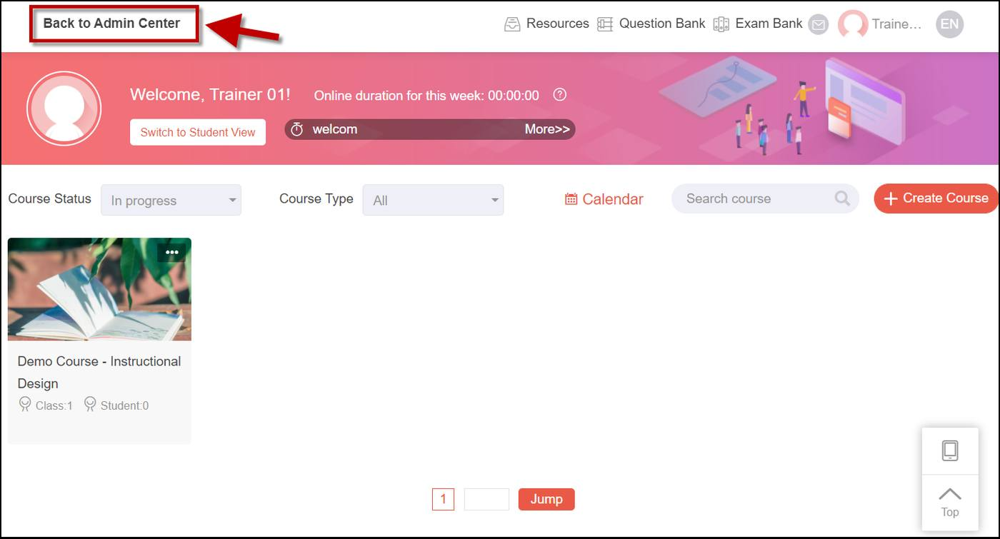 Back to Admin Center
Resources
Question Bank
Exam Bank
Traine...
EN
Welcome, Trainer 01!
Online duration for this week: 00:00:00
?
Switch to Student View
welcom
More>>
Course Status
In progress
Course Type
All
Calendar
Search course
+ Create Course
Demo Course - Instructional
Design
Class:1
Student:0
1
Jump
Top